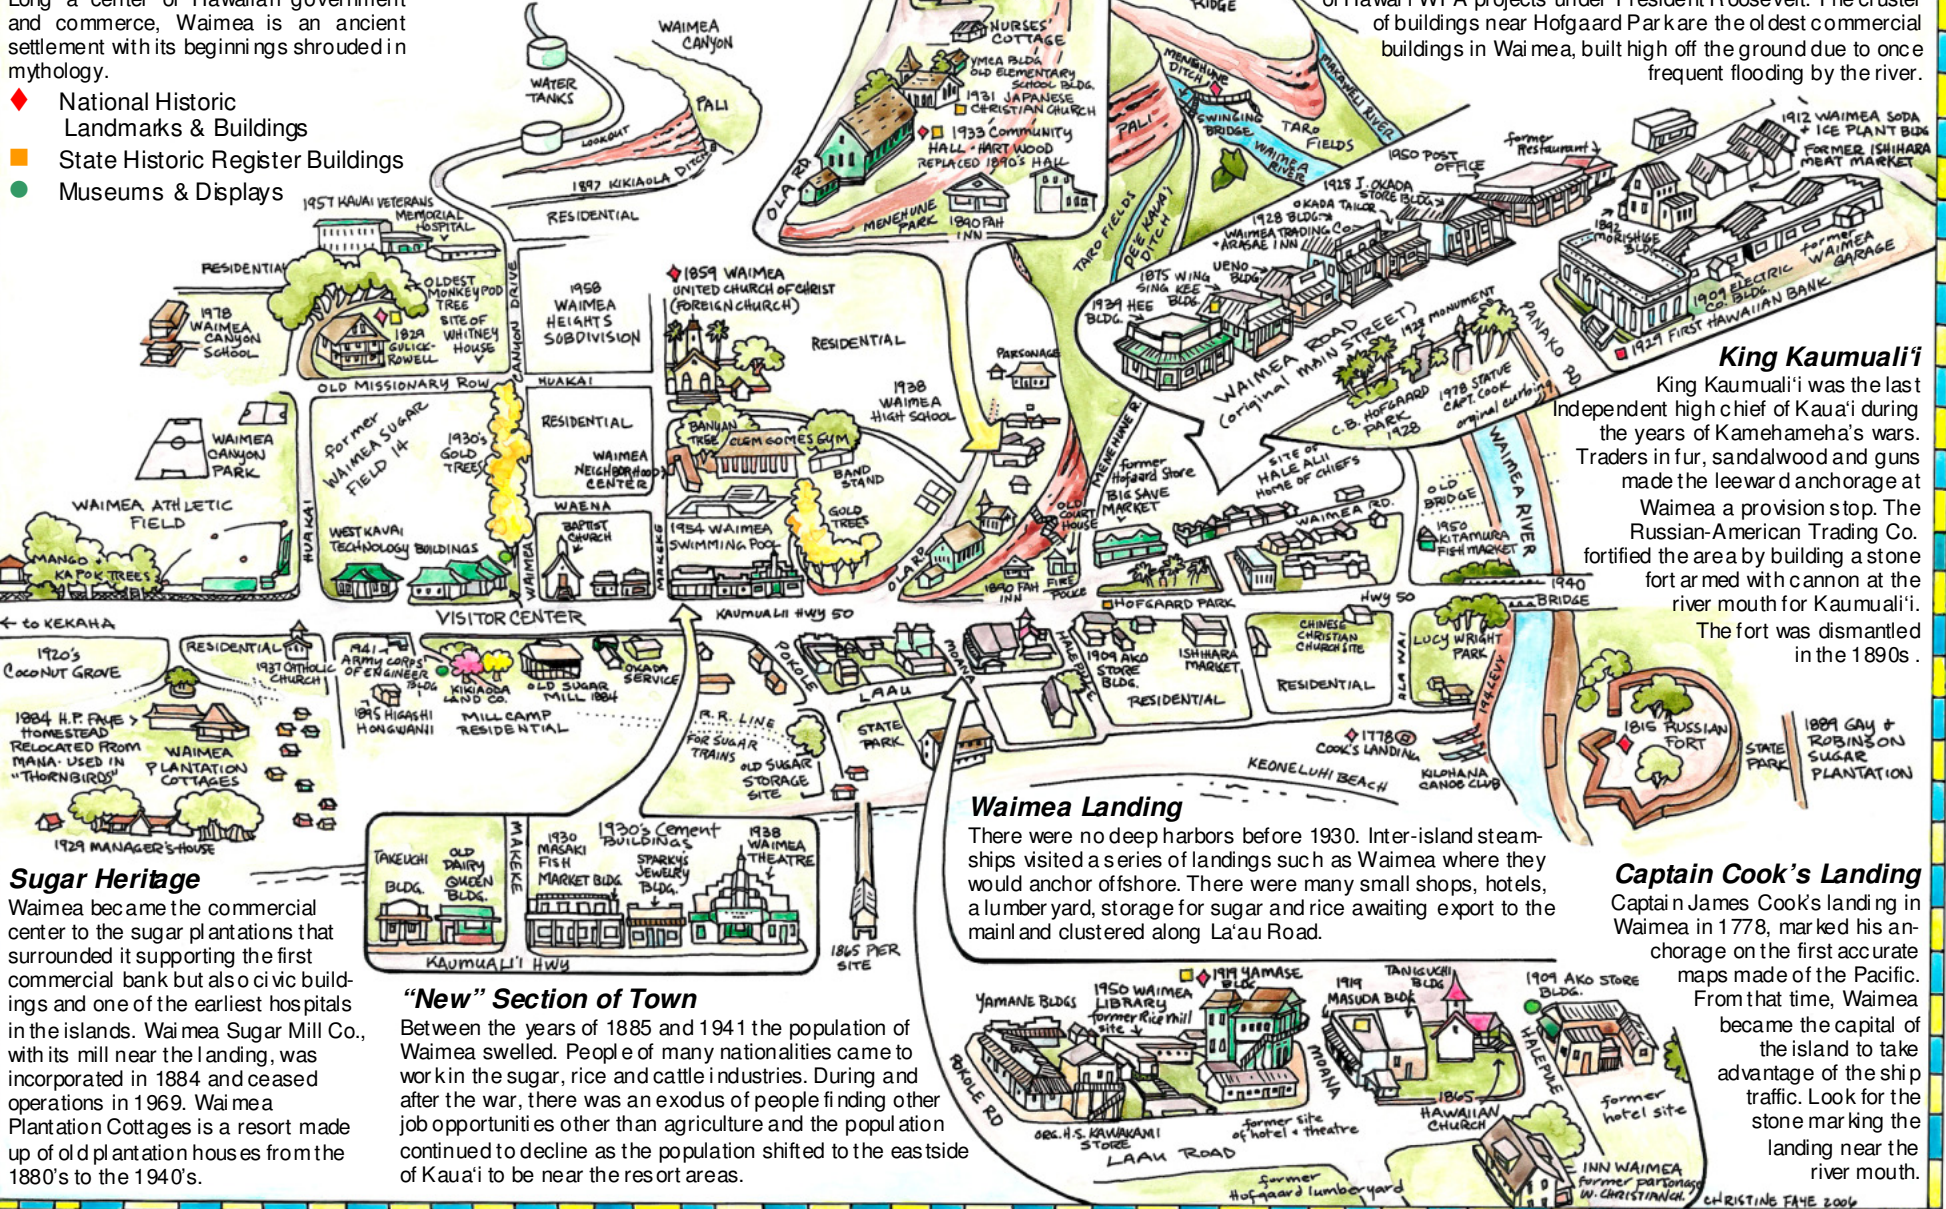 Long a center of Hawaiian government
and commerce, Waimea is an ancient
settlement with its beginnings shrouded in
mythology.
National Historic
Landmarks & Buildings
State Historic Register Buildings
Museums & Displays
of Hawai'i WPA projects under President Roosevelt. The cluster
of buildings near Hofgaard Park are the oldest commercial
buildings in Waimea, built high off the ground due to once
frequent flooding by the river.
WATER
TANKS
WAIMEA
CANYON
LOOKOUT
PALI
1897 KIKIAOLA DITCH
RESIDENTIAL
NURSES'
COTTAGE
YMCA BLDG
OLD ELEMENTARY
SCHOOL BLDG.
1931 JAPANESE
CHRISTIAN CHURCH
1933 COMMUNITY
HALL - HART WOOD
REPLACED 1890'S HALL
OLA RD.
MENEHUNE
PARK
1890 FAH
INN
RIDGE
MENEHUNE
DITCH
SWINGING
BRIDGE
WAIMEA
RIVER
TARO
FIELDS
MAKAWELI RIVER
PALI
TARO FIELDS
PE'E KAUA'I
DITCH
1957 KAUAI VETERANS
MEMORIAL
HOSPITAL
RESIDENTIAL
OLDEST
MONKEYPOD
TREE
SITE OF
WHITNEY
HOUSE
1829
GULICK-
ROWELL
1978
WAIMEA
CANYON
SCHOOL
CANYON DRIVE
1958
WAIMEA
HEIGHTS
SUBDIVISION
1859 WAIMEA
UNITED CHURCH OF CHRIST
(FOREIGN CHURCH)
RESIDENTIAL
PARSONAGE
1938
WAIMEA
HIGH SCHOOL
OLD MISSIONARY ROW
HUAKAI
RESIDENTIAL
WAIMEA
NEIGHBORHOOD
CENTER
BANYAN
TREE
CLEM GOMES GYM
BAND
STAND
WAIMEA
CANYON
PARK
former
WAIMEA SUGAR
FIELD 14
1930's
GOLD
TREES
WAENA
WAIMEA ATHLETIC
FIELD
MANGO
KAPOK TREES
HUAKAI
WEST KAUAI
TECHNOLOGY BUILDINGS
VISITOR CENTER
WAIMEA
BAPTIST
CHURCH
MAKEKE
1954 WAIMEA
SWIMMING POOL
GOLD
TREES
OLA RD
1890 FAH
INN
OLD
COURT
HOUSE
FIRE
POLICE
MENEHUNE R.
former
Hofgaard Store
BIG SAVE
MARKET
SITE OF
HALE ALII
HOME OF CHIEFS
WAIMEA RD.
OLD
BRIDGE
1950
KITAMURA
FISH MARKET
WAIMEA RIVER
1940
BRIDGE
HWY 50
KAUMUALII HWY 50
HOFGAARD PARK
1950 POST
OFFICE
former
Restaurant
1928 J. OKADA
STORE BLDG
OKADA TAILOR
1928 BLDG
WAIMEA TRADING CO
+ ARASAE INN
UENO
BLDG
1875 WING
SING KEE
BLDG.
1939 HEE
BLDG.
WAIMEA ROAD
(original MAIN STREET)
1928 MONUMENT
C.B. HOFGAARD
PARK
1928
1978 STATUE
CAPT. COOK
original curbing
PANAKO RD
1912 WAIMEA SODA
+ ICE PLANT BLDG
FORMER ISHIHARA
MEAT MARKET
1892
MORISHIGE
BLDG
former
WAIMEA
GARAGE
1909 ELECTRIC
CO. BLDG.
1929 FIRST HAWAIIAN BANK
King Kaumuali'i
King Kaumuali'i was the last
Independent high chief of Kaua'i during
the years of Kamehameha's wars.
Traders in fur, sandalwood and guns
made the leeward anchorage at
Waimea a provision stop. The
Russian-American Trading Co.
fortified the area by building a stone
fort armed with cannon at the
river mouth for Kaumuali'i.
The fort was dismantled
in the 1890s .
← to KEKAHA
1920's
COCONUT GROVE
RESIDENTIAL
1937 CATHOLIC
CHURCH
1941
ARMY CORPS
OF ENGINEER
BLDG
1895 HIGASHI
HONGWANJI
KIKIAOLA
LAND CO.
OLD SUGAR
MILL 1884
OKADA
SERVICE
MILL CAMP
RESIDENTIAL
R.R. LINE
FOR SUGAR
TRAINS
OLD SUGAR
STORAGE
SITE
POKOLE
LAAU
STATE
PARK
MOANA
HALEPULE
1909 AKO
STORE
BLDG.
ISHIHARA
MARKET
RESIDENTIAL
CHINESE
CHRISTIAN
CHURCH SITE
RESIDENTIAL
ALA WAI
LUCY WRIGHT
PARK
1941 LEVY
1778
COOK'S LANDING
KEONELUHI BEACH
KILOHANA
CANOE CLUB
1815 RUSSIAN
FORT
STATE
PARK
1889 GAY &
ROBINSON
SUGAR
PLANTATION
1884 H.P. FAYE
HOMESTEAD
RELOCATED FROM
MANA. USED IN
"THORNBIRDS"
WAIMEA
PLANTATION
COTTAGES
1929 MANAGER'S HOUSE
TAKEUCHI
BLDG.
OLD
DAIRY
QUEEN
BLDG.
MAKEKE
1930
MASAKI
FISH
MARKET BLDG
1930's Cement
BUILDINGS
SPARKYS
JEWELRY
BLDG.
1938
WAIMEA
THEATRE
KAUMUALI'I HWY
1865 PIER
SITE
Waimea Landing
There were no deep harbors before 1930. Inter-island steam-
ships visited a series of landings such as Waimea where they
would anchor offshore. There were many small shops, hotels,
a lumber yard, storage for sugar and rice awaiting export to the
mainland clustered along La'au Road.
Sugar Heritage
Waimea became the commercial
center to the sugar plantations that
surrounded it supporting the first
commercial bank but also civic build-
ings and one of the earliest hospitals
in the islands. Waimea Sugar Mill Co.,
with its mill near the landing, was
incorporated in 1884 and ceased
operations in 1969. Waimea
Plantation Cottages is a resort made
up of old plantation houses from the
1880's to the 1940's.
"New" Section of Town
Between the years of 1885 and 1941 the population of
Waimea swelled. People of many nationalities came to
work in the sugar, rice and cattle industries. During and
after the war, there was an exodus of people finding other
job opportunities other than agriculture and the population
continued to decline as the population shifted to the eastside
of Kaua'i to be near the resort areas.
YAMANE BLDGS
1950 WAIMEA
LIBRARY
former Rice mill
site
1919 YAMASE
BLDG.
1919
MASUDA BLDG
TANIGUCHI
BLDG
1909 AKO STORE
BLDG.
POKOLE RD
MOANA
HALEPULE
ORG. H.S. KAWAKAMI
STORE
former site
of hotel + theatre
LAAU ROAD
1865
HAWAIIAN
CHURCH
former
hotel site
former
Hofgaard lumberyard
INN WAIMEA
former parsonage
W. CHRISTIAN CH.
CHRISTINE FAYE 2006
Captain Cook's Landing
Captain James Cook's landing in
Waimea in 1778, marked his an-
chorage on the first accurate
maps made of the Pacific.
From that time, Waimea
became the capital of
the island to take
advantage of the ship
traffic. Look for the
stone marking the
landing near the
river mouth.